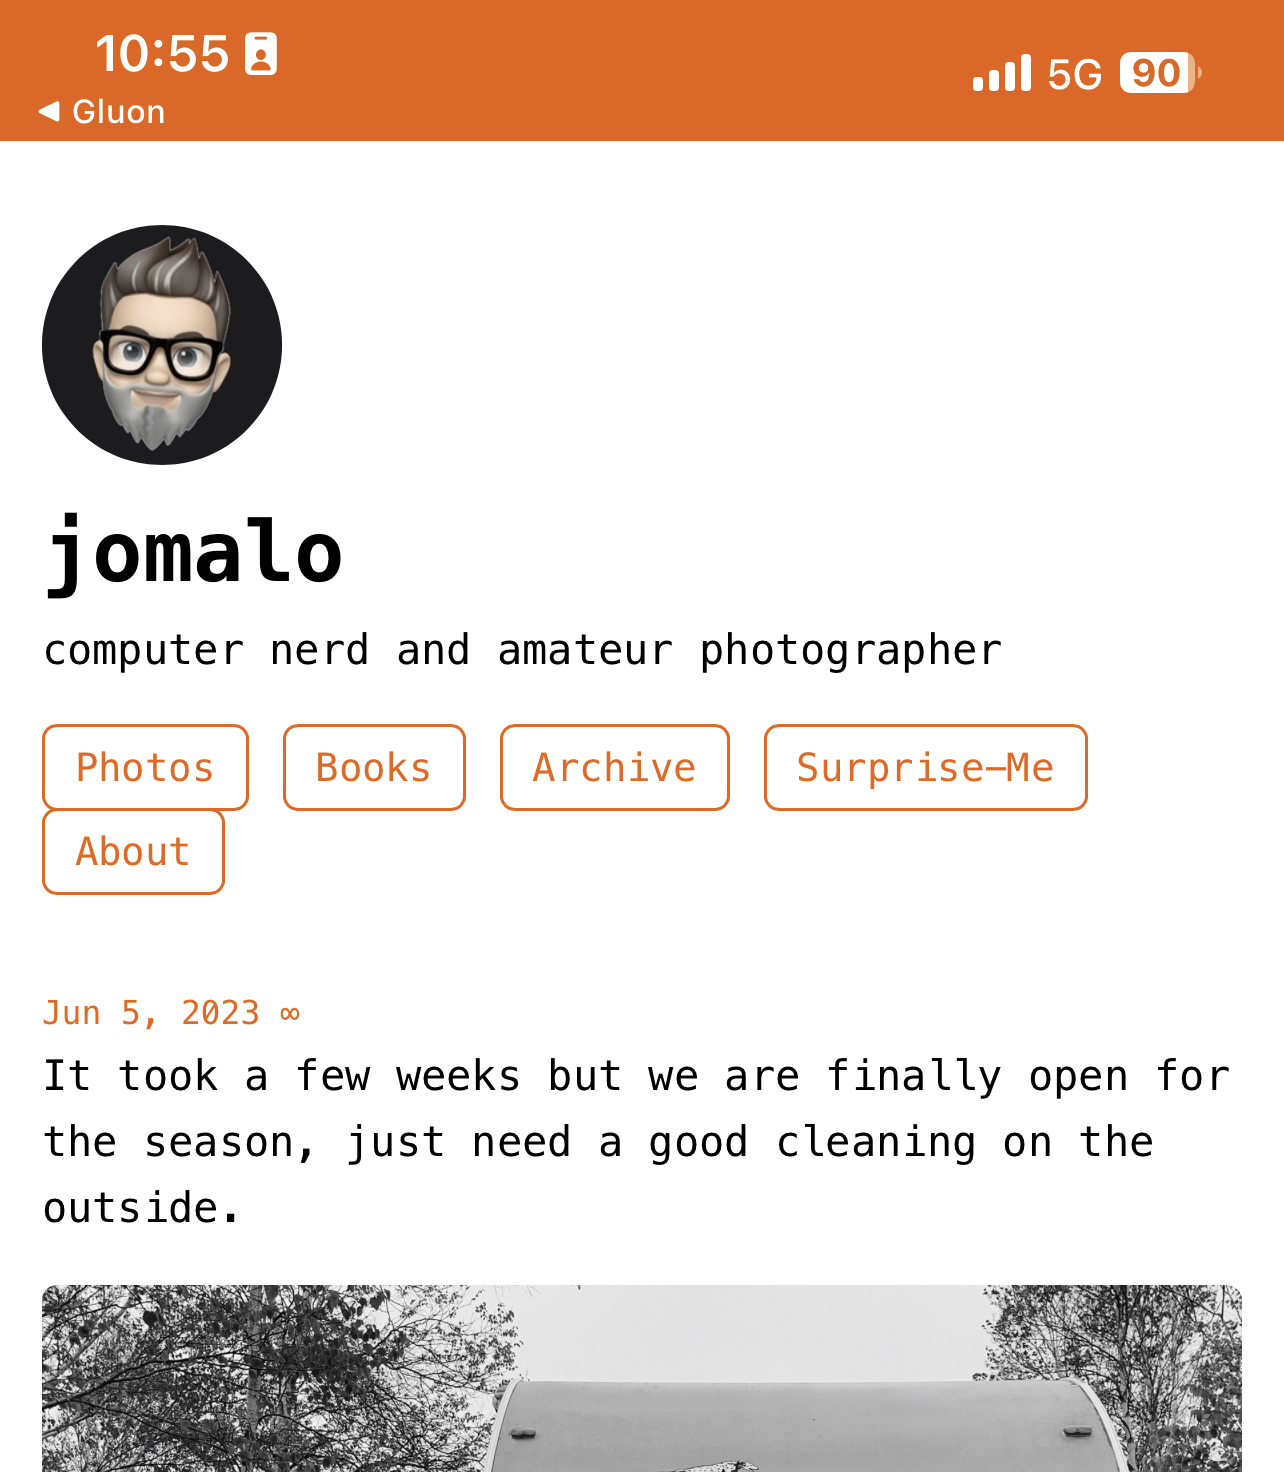 10:55
5G 90
◀ Gluon
jomalo
computer nerd and amateur photographer
Photos Books Archive Surprise–Me
About
Jun 5, 2023 ∞
It took a few weeks but we are finally open for
the season, just need a good cleaning on the
outside.